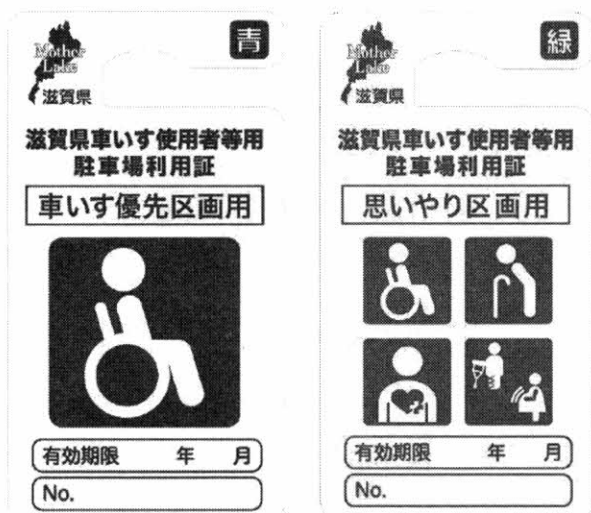 Mother
Lake
滋賀県
青
滋賀県車いす使用者等用
駐車場利用証
車いす優先区画用
有効期限 年 月
No.
Mother
Lake
滋賀県
緑
滋賀県車いす使用者等用
駐車場利用証
思いやり区画用
有効期限 年 月
No.